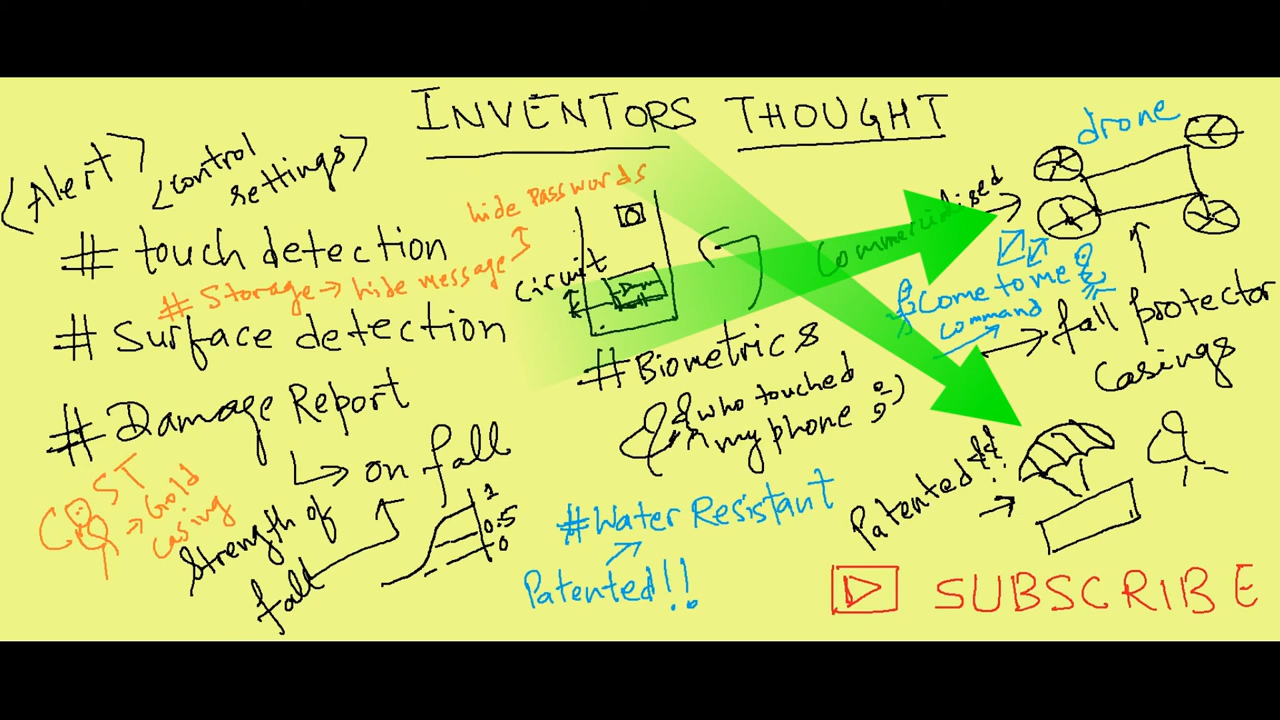 INVENTORS THOUGHT
<Alert>
<control
settings>
# touch detection
# Storage → hide message
hide Passwords
# Surface detection
# Damage Report
on fall
Strength of
fall
1
0.5
0
COST
→ Gold
casing
circuit
# Biometrics
who touched
my phone
# Water Resistant
Patented!!
Commercialised
drone
come to me
command
fall protector
casings
Patented!!
SUBSCRIBE